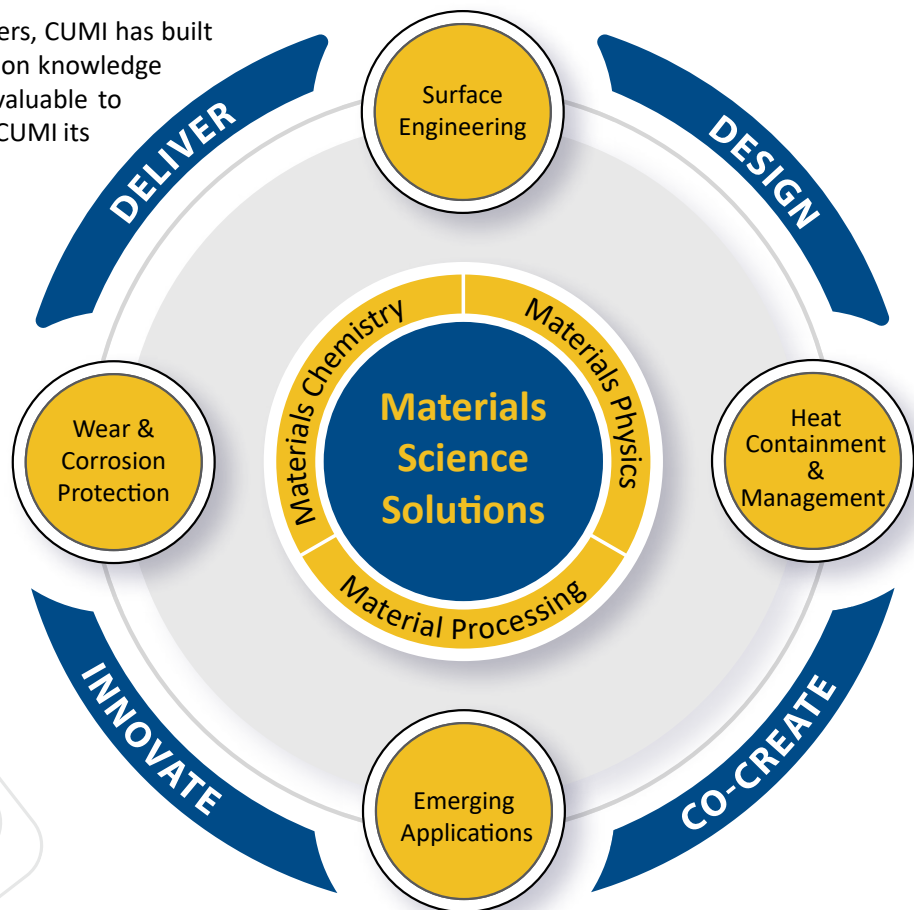 ers, CUMI has built
on knowledge
valuable to
CUMI its
DELIVER
DESIGN
Surface
Engineering
Materials Chemistry
Materials Physics
Materials
Science
Solutions
Material Processing
Wear &
Corrosion
Protection
Heat
Containment
&
Management
INNOVATE
CO-CREATE
Emerging
Applications